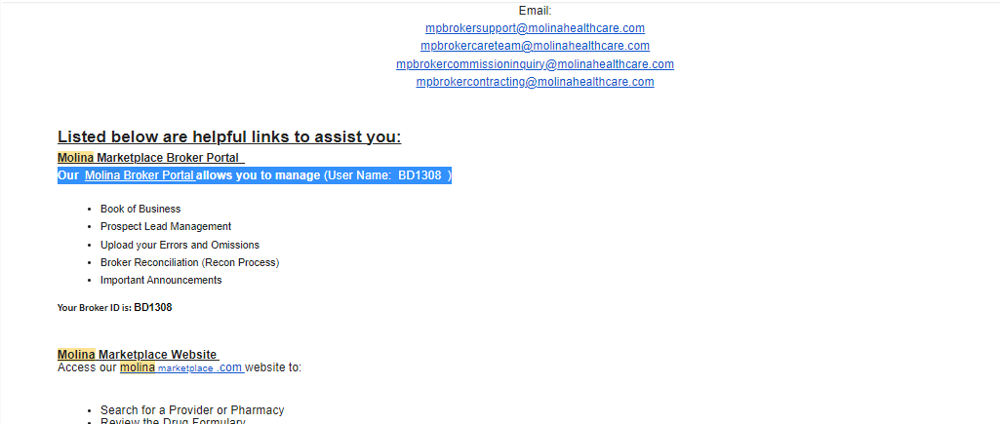 Email:
mpbrokersupport@molinahealthcare.com
mpbrokercareteam@molinahealthcare.com
mpbrokercommissioninquiry@molinahealthcare.com
mpbrokercontracting@molinahealthcare.com
Listed below are helpful links to assist you:
Molina Marketplace Broker Portal
Our Molina Broker Portal allows you to manage (User Name: BD1308 )
• Book of Business
• Prospect Lead Management
• Upload your Errors and Omissions
• Broker Reconciliation (Recon Process)
• Important Announcements
Your Broker ID is: BD1308
Molina Marketplace Website
Access our molina marketplace .com website to:
• Search for a Provider or Pharmacy
• Review the Drug Formulary